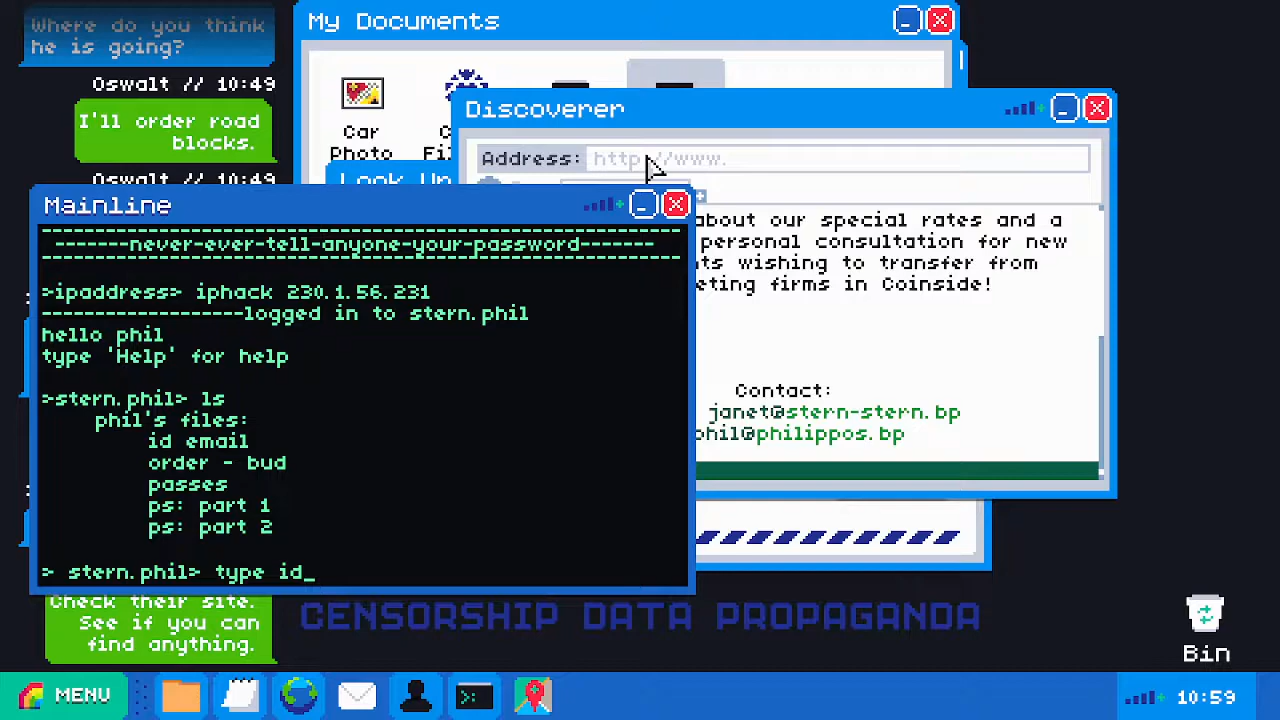 Where do you think
he is going?
Oswalt // 10:49
I'll order road
blocks.
Oswalt // 10:49
Check their site.
See if you can
find anything.
My Documents
Car
Photo
Discoverer
Address: http://www.
about our special rates and a
personal consultation for new
wishing to transfer from
firms in Coinside!
Contact:
janet@stern-stern.bp
phil@philippos.bp
Look Up
Mainline
-------never-ever-tell-anyone-your-password-------
>ipaddress> iphack 230.1.56.231
------------------logged in to stern.phil
hello phil
type 'Help' for help
>stern.phil> ls
phil's files:
id email
order - bud
passes
ps: part 1
ps: part 2
> stern.phil> type id_
CENSORSHIP DATA PROPAGANDA
Bin
MENU
10:59